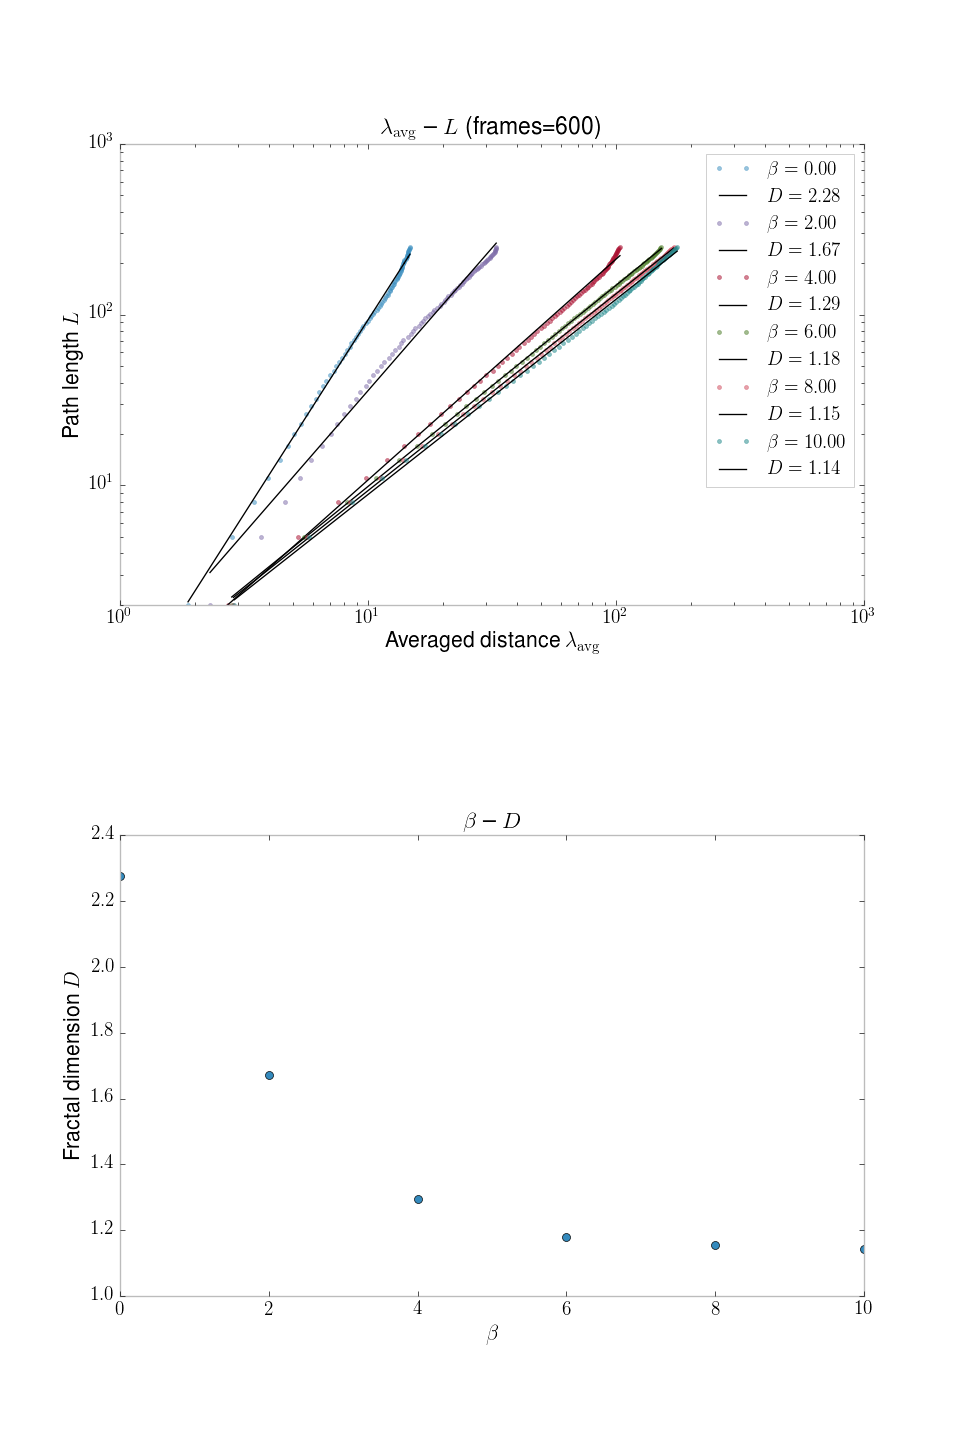 λavg − L (frames=600)
10³
10²
10¹
Path length L
β = 0.00
D = 2.28
β = 2.00
D = 1.67
β = 4.00
D = 1.29
β = 6.00
D = 1.18
β = 8.00
D = 1.15
β = 10.00
D = 1.14
10⁰ 10¹ 10² 10³
Averaged distance λavg
β − D
2.4
2.2
2.0
1.8
1.6
1.4
1.2
1.0
Fractal dimension D
0 2 4 6 8 10
β